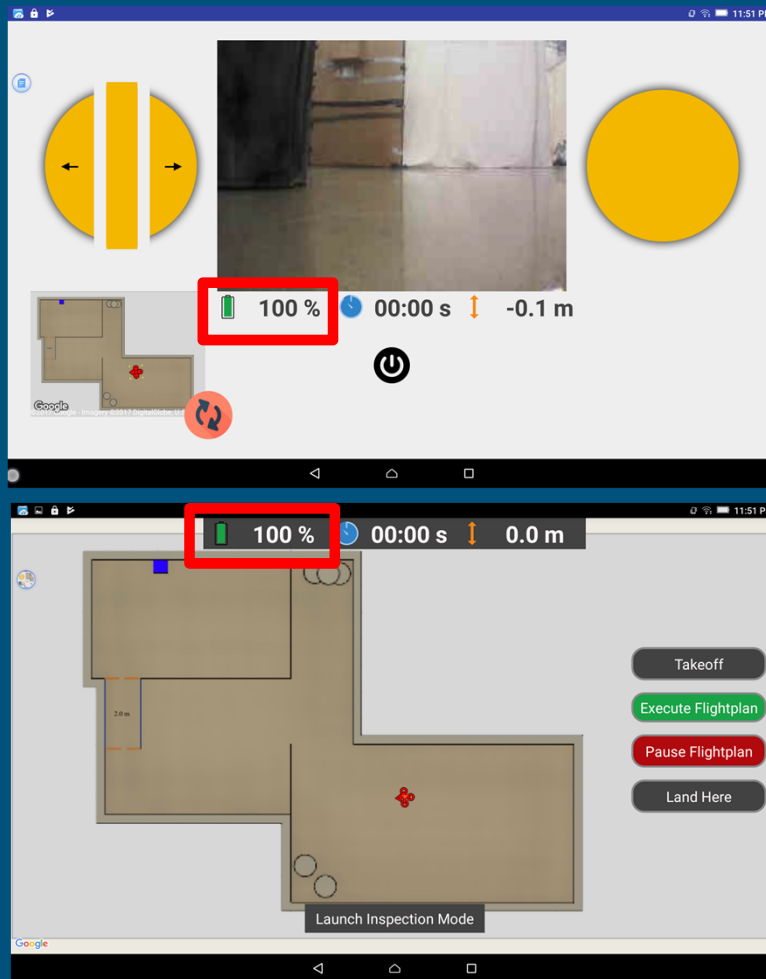 11:51 P
100 % 00:00 s -0.1 m
Google
11:51 P
100 % 00:00 s 0.0 m
2.0 m
Takeoff
Execute Flightplan
Pause Flightplan
Land Here
Launch Inspection Mode
Google